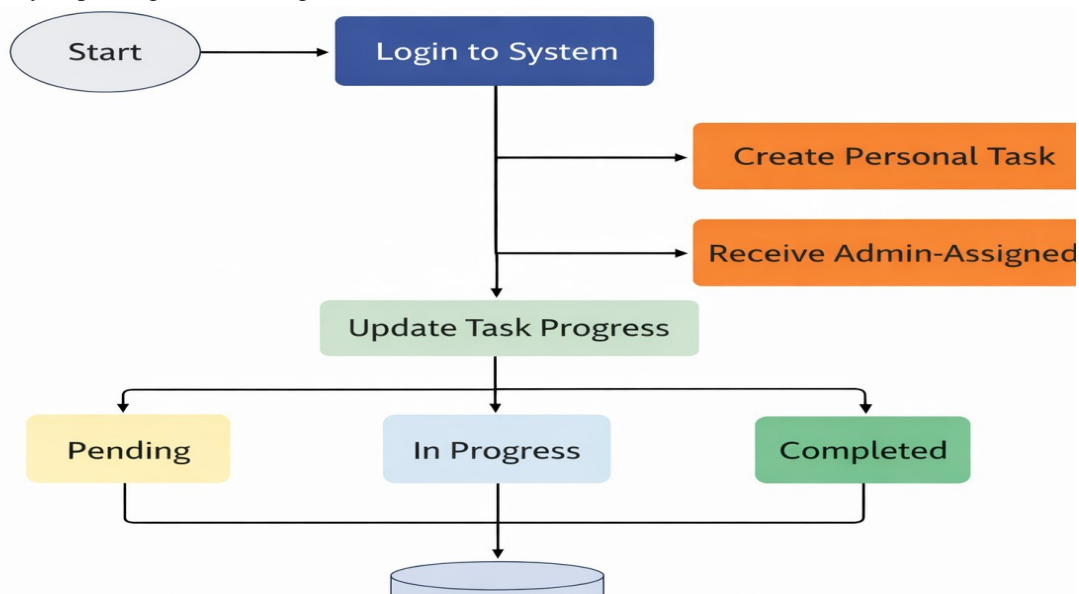 Start
Login to System
Create Personal Task
Receive Admin-Assigned
Update Task Progress
Pending
In Progress
Completed